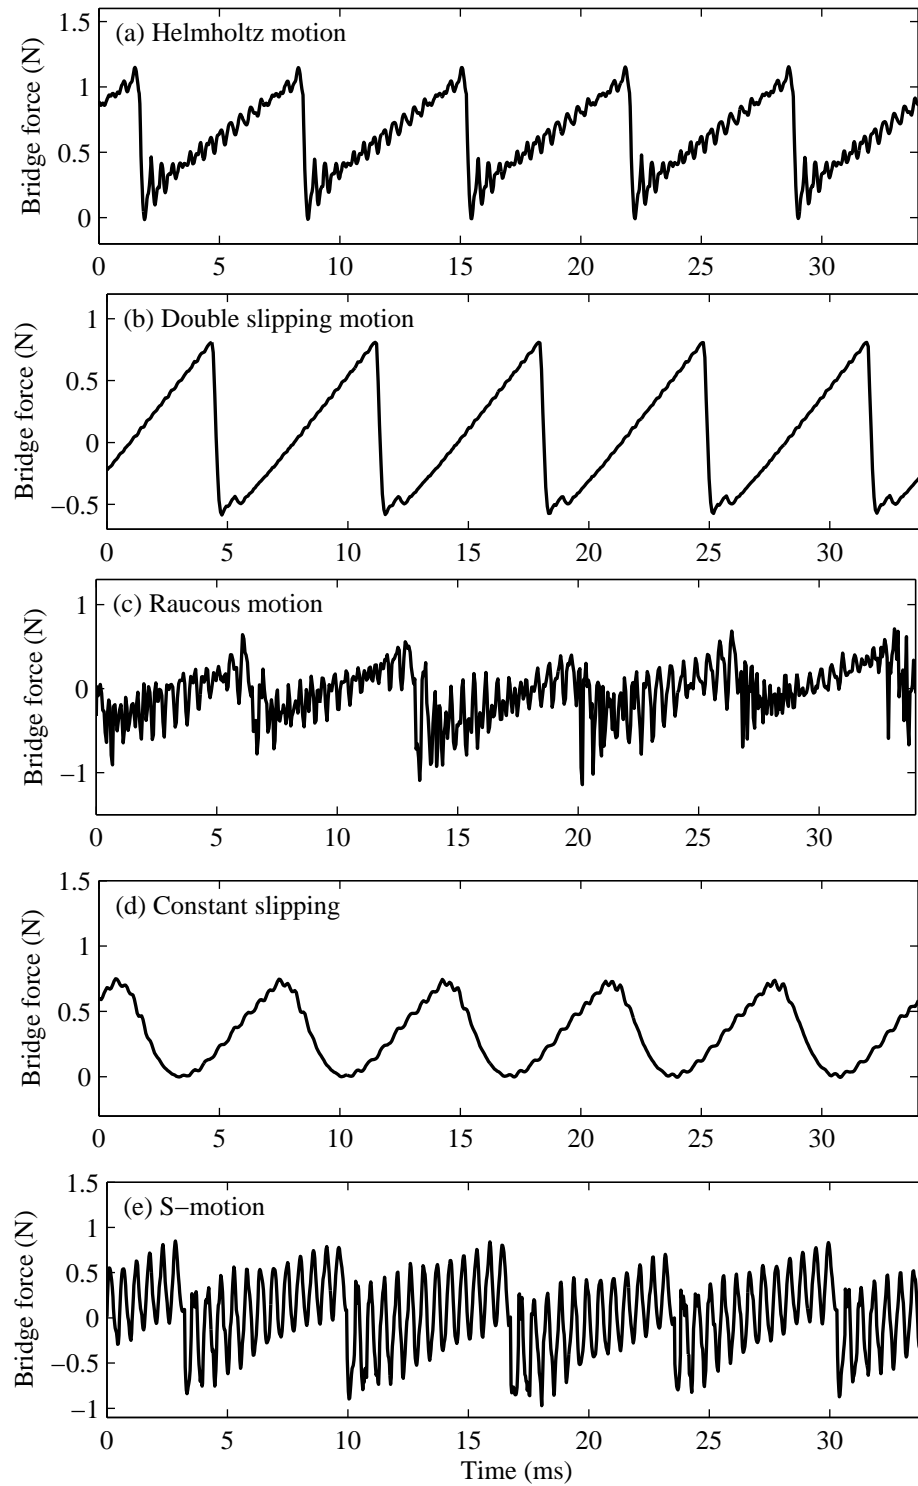 (a) Helmholtz motion
Bridge force (N)
1.5
1
0.5
0
0 5 10 15 20 25 30
(b) Double slipping motion
Bridge force (N)
1
0.5
0
−0.5
0 5 10 15 20 25 30
(c) Raucous motion
Bridge force (N)
1
0
−1
0 5 10 15 20 25 30
(d) Constant slipping
Bridge force (N)
1.5
1
0.5
0
0 5 10 15 20 25 30
(e) S−motion
Bridge force (N)
1.5
1
0.5
0
−0.5
−1
0 5 10 15 20 25 30
Time (ms)